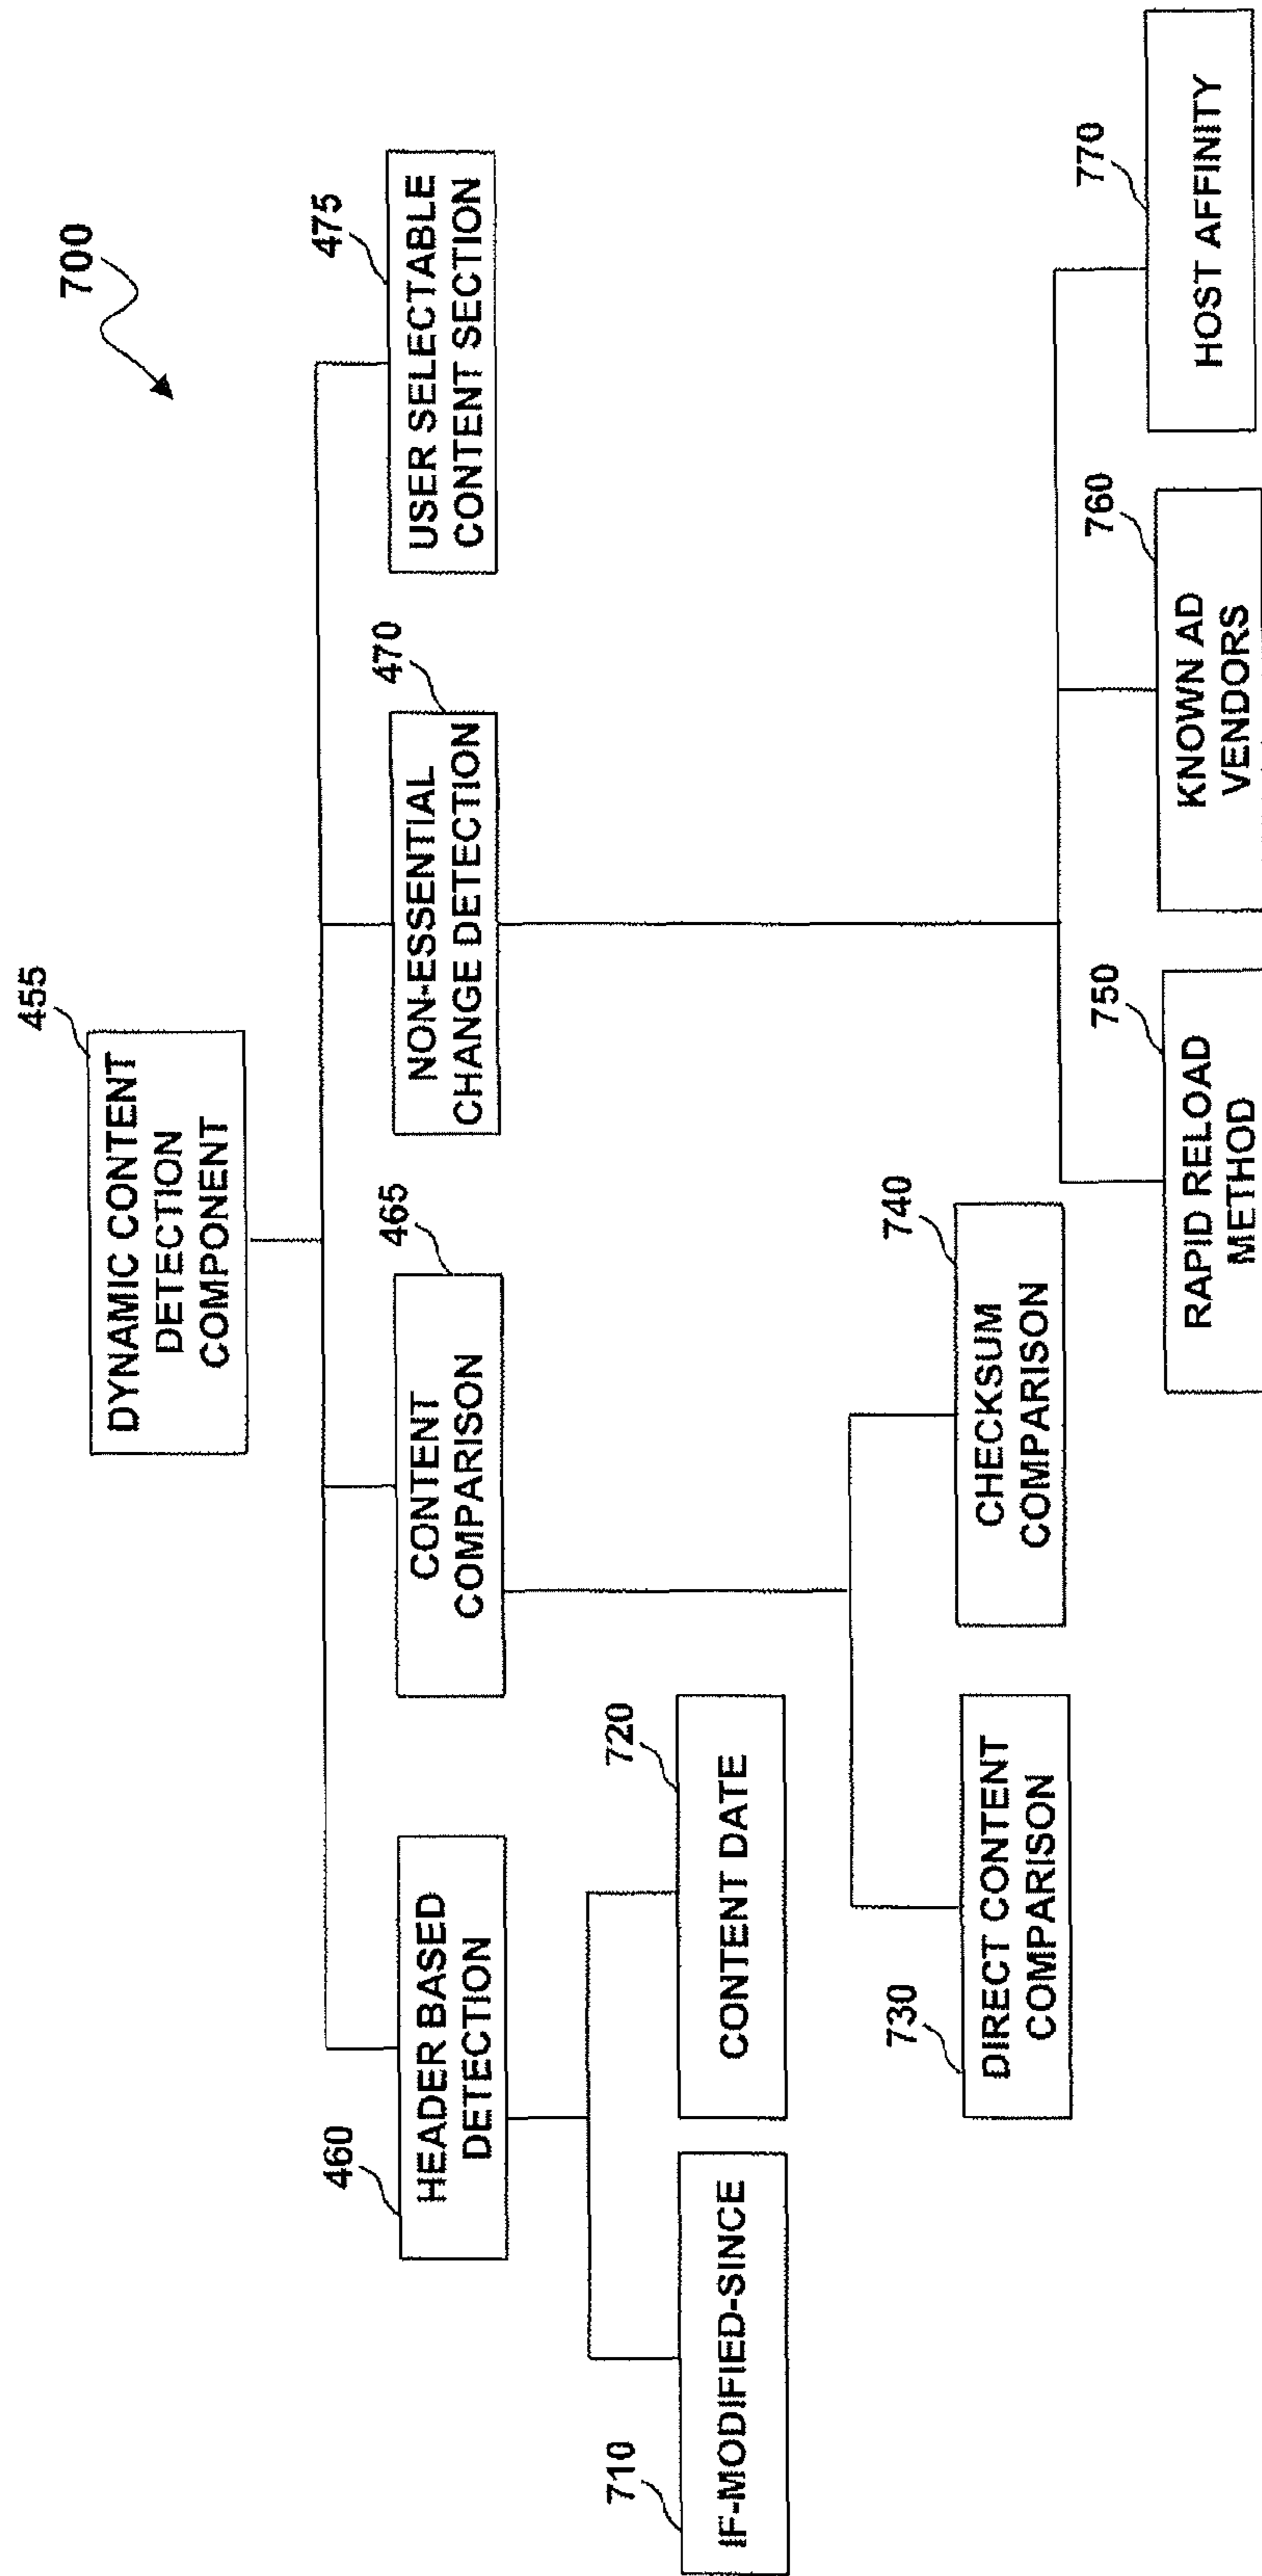 700
455
DYNAMIC CONTENT
DETECTION
COMPONENT
460
HEADER BASED
DETECTION
465
CONTENT
COMPARISON
470
NON-ESSENTIAL
CHANGE DETECTION
475
USER SELECTABLE
CONTENT SECTION
710
IF-MODIFIED-SINCE
720
CONTENT DATE
730
DIRECT CONTENT
COMPARISON
740
CHECKSUM
COMPARISON
750
RAPID RELOAD
METHOD
760
KNOWN AD
VENDORS
770
HOST AFFINITY